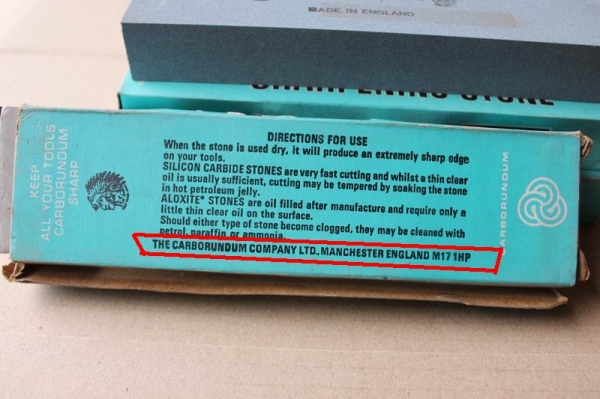 MADE IN ENGLAND
SHARPENING STONE
KEEP
ALL YOUR TOOLS
CARBORUNDUM
SHARP
DIRECTIONS FOR USE
When the stone is used dry, it will produce an extremely sharp edge
on your tools.
SILICON CARBIDE STONES are very fast cutting and whilst a thin clear
oil is usually sufficient, cutting may be tempered by soaking the stone
in hot petroleum jelly.
ALOXITE® STONES are oil filled after manufacture and require only a
little thin clear oil on the surface.
Should either type of stone become clogged, they may be cleaned with
petrol, paraffin or ammonia.
THE CARBORUNDUM COMPANY LTD., MANCHESTER ENGLAND M17 1HP
CARBORUNDUM